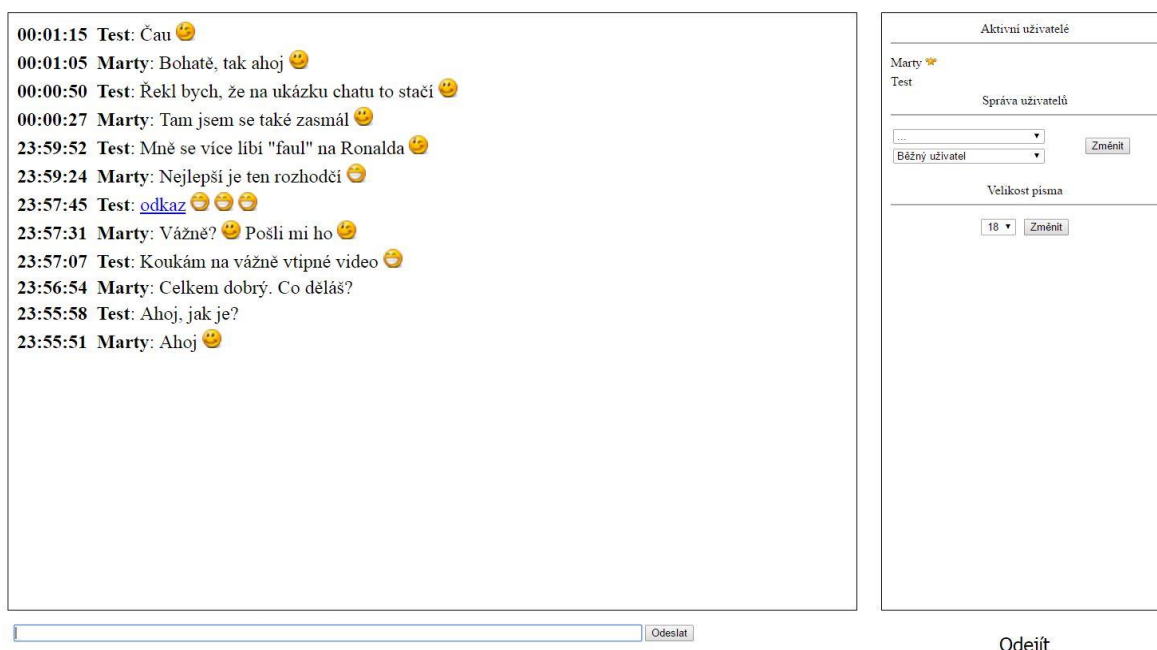 00:01:15 Test: Čau
00:01:05 Marty: Bohatě, tak ahoj
00:00:50 Test: Řekl bych, že na ukázku chatu to stačí
00:00:27 Marty: Tam jsem se také zasmál
23:59:52 Test: Mně se více líbí "faul" na Ronalda
23:59:24 Marty: Nejlepší je ten rozhodčí
23:57:45 Test: odkaz
23:57:31 Marty: Vážně? Pošli mi ho
23:57:07 Test: Koukám na vážně vtipné video
23:56:54 Marty: Celkem dobrý. Co děláš?
23:55:58 Test: Ahoj, jak je?
23:55:51 Marty: Ahoj
Odeslat
Aktivní uživatelé
Marty
Test
Správa uživatelů
...
Běžný uživatel
Změnit
Velikost písma
18 Změnit
Odejít